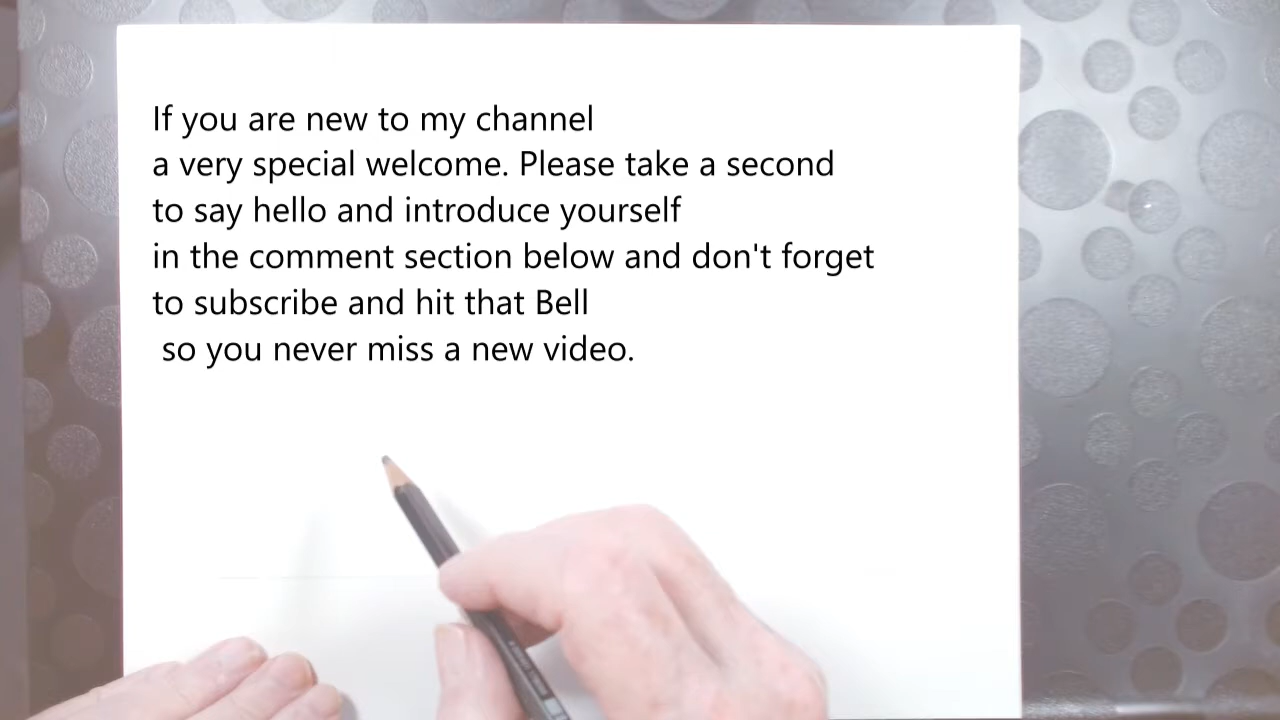 If you are new to my channel
a very special welcome. Please take a second
to say hello and introduce yourself
in the comment section below and don't forget
to subscribe and hit that Bell
so you never miss a new video.